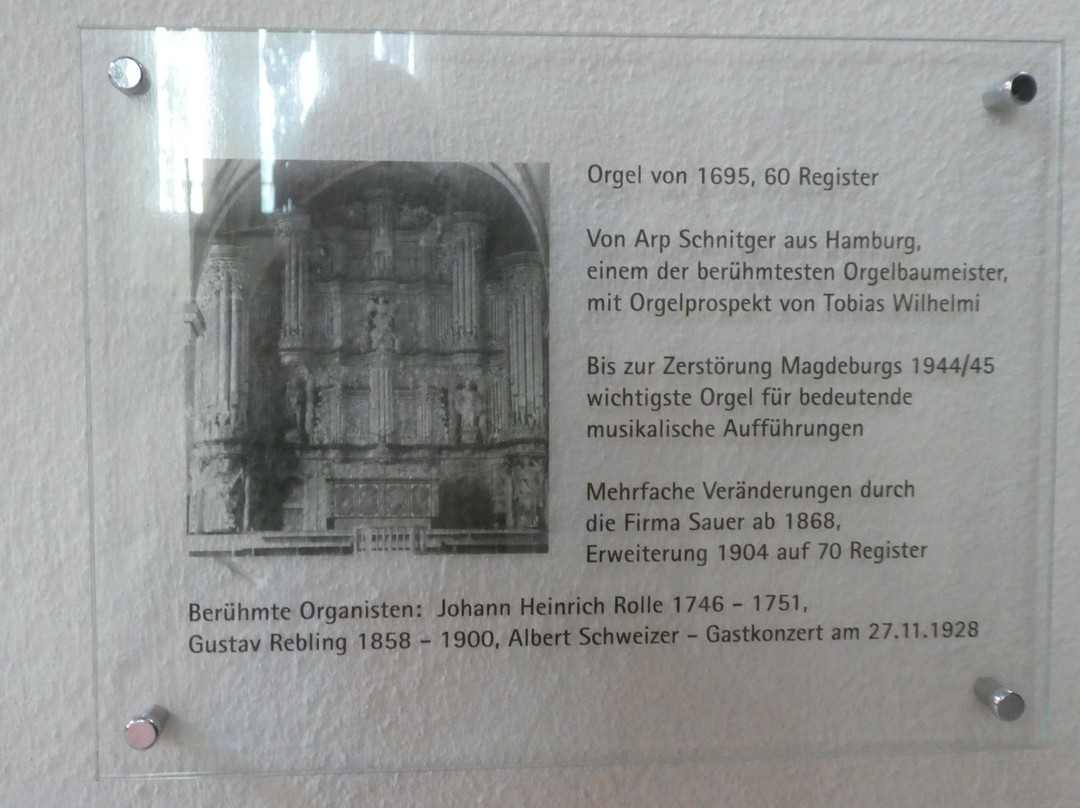 Orgel von 1695, 60 Register
Von Arp Schnitger aus Hamburg,
einem der berühmtesten Orgelbaumeister,
mit Orgelprospekt von Tobias Wilhelmi
Bis zur Zerstörung Magdeburgs 1944/45
wichtigste Orgel für bedeutende
musikalische Aufführungen
Mehrfache Veränderungen durch
die Firma Sauer ab 1868,
Erweiterung 1904 auf 70 Register
Berühmte Organisten: Johann Heinrich Rolle 1746 – 1751,
Gustav Rebling 1858 – 1900, Albert Schweizer – Gastkonzert am 27.11.1928